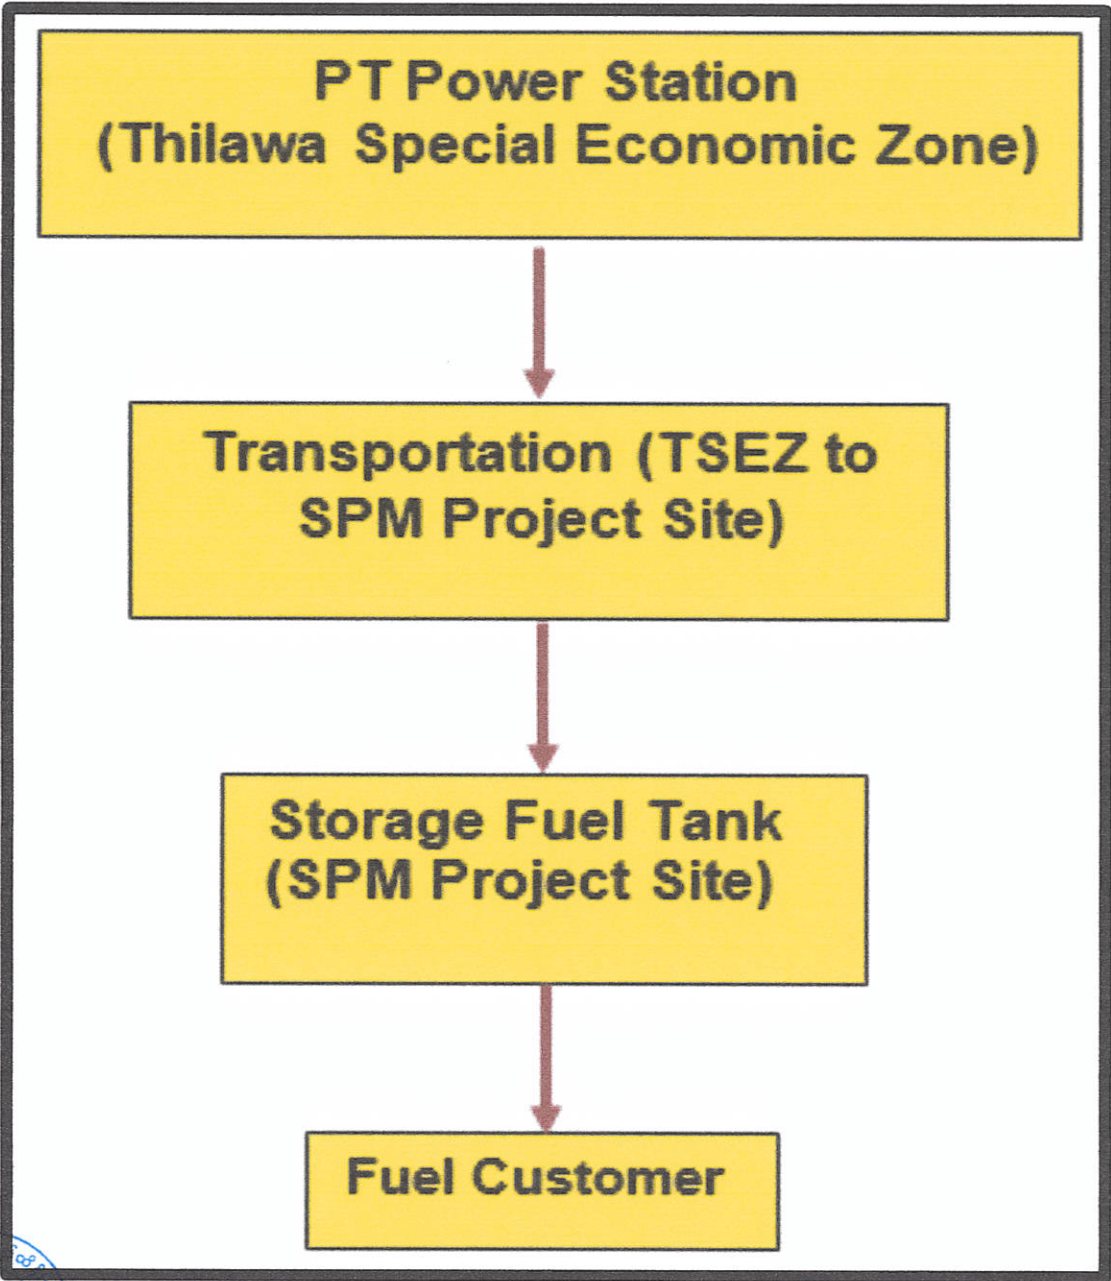 PT Power Station
(Thilawa Special Economic Zone)
Transportation (TSEZ to
SPM Project Site)
Storage Fuel Tank
(SPM Project Site)
Fuel Customer